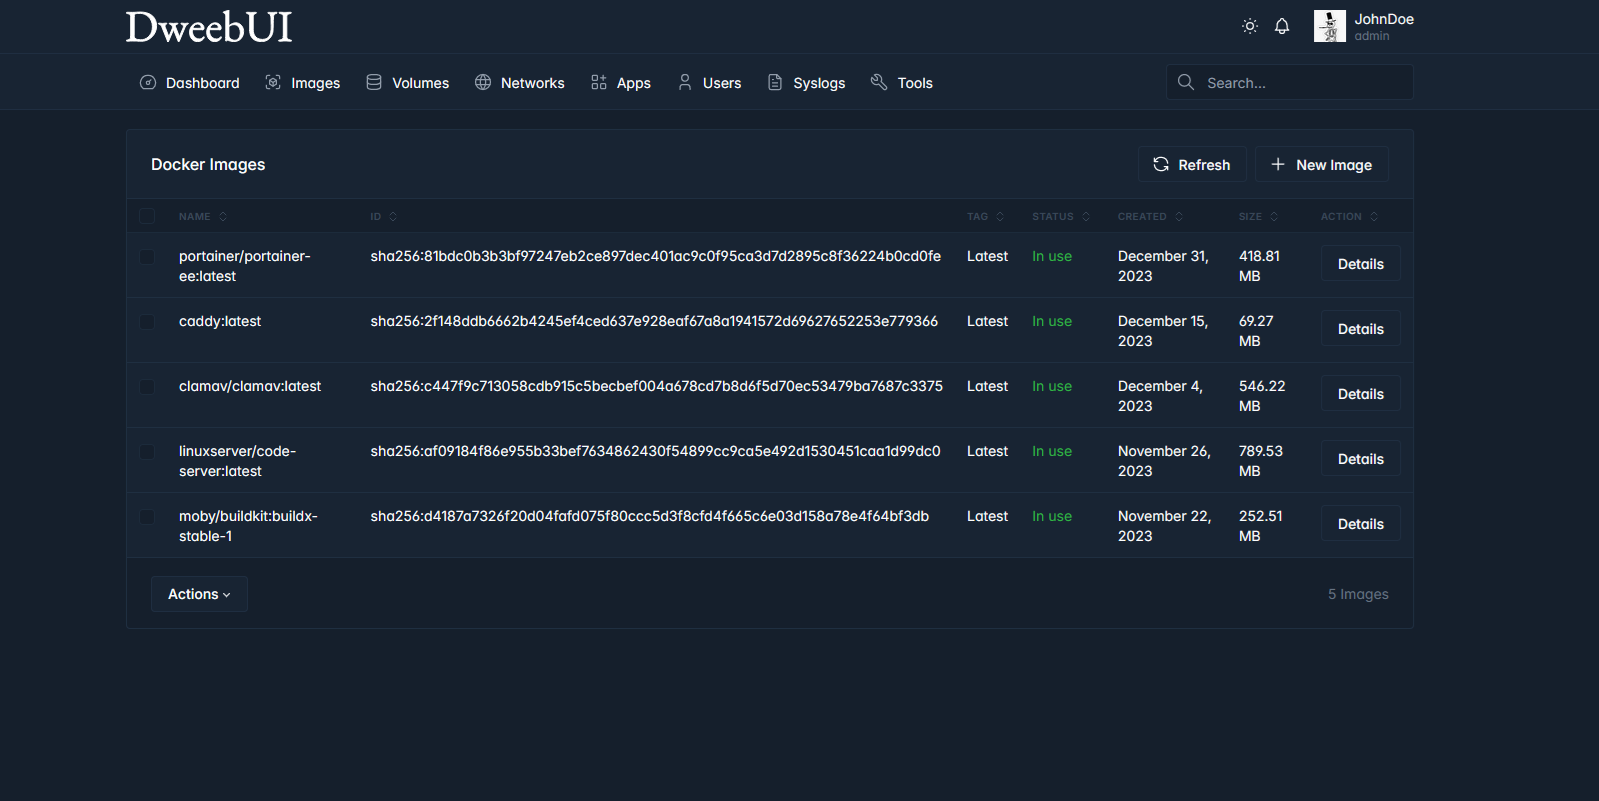 DweebUI
JohnDoe
admin
Dashboard Images Volumes Networks Apps Users Syslogs Tools Search...
Docker Images Refresh New Image
NAME ID TAG STATUS CREATED SIZE ACTION
portainer/portainer- sha256:81bdc0b3b3bf97247eb2ce897dec401ac9c0f95ca3d7d2895c8f36224b0cd0fe Latest In use December 31, 418.81 Details
ee:latest 2023 MB
caddy:latest sha256:2f148ddb6662b4245ef4ced637e928eaf67a8a1941572d69627652253e779366 Latest In use December 15, 69.27 Details
2023 MB
clamav/clamav:latest sha256:c447f9c713058cdb915c5becbef004a678cd7b8d6f5d70ec53479ba7687c3375 Latest In use December 4, 546.22 Details
2023 MB
linuxserver/code- sha256:af09184f86e955b33bef7634862430f54899cc9ca5e492d1530451caa1d99dc0 Latest In use November 26, 789.53 Details
server:latest 2023 MB
moby/buildkit:buildx- sha256:d4187a7326f20d04fafd075f80ccc5d3f8cfd4f665c6e03d158a78e4f64bf3db Latest In use November 22, 252.51 Details
stable-1 2023 MB
Actions 5 Images